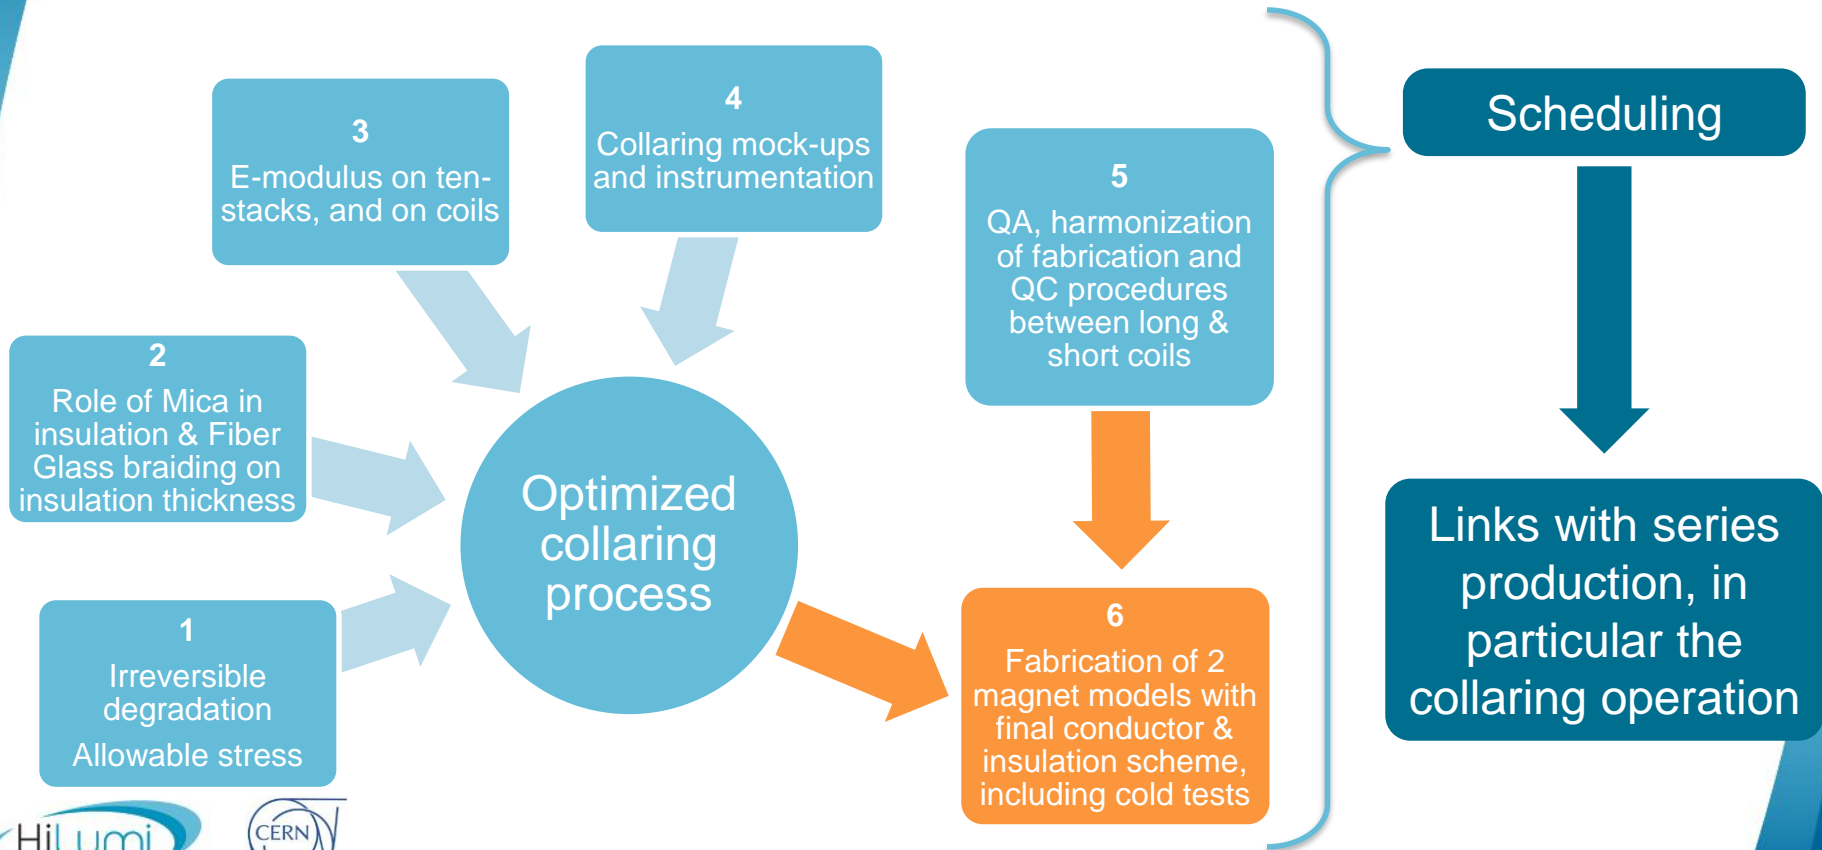 1
Irreversible
degradation
Allowable stress
2
Role of Mica in
insulation & Fiber
Glass braiding on
insulation thickness
3
E-modulus on ten-
stacks, and on coils
4
Collaring mock-ups
and instrumentation
Optimized
collaring
process
5
QA, harmonization
of fabrication and
QC procedures
between long &
short coils
6
Fabrication of 2
magnet models with
final conductor &
insulation scheme,
including cold tests
Scheduling
Links with series
production, in
particular the
collaring operation
HiLumi
CERN